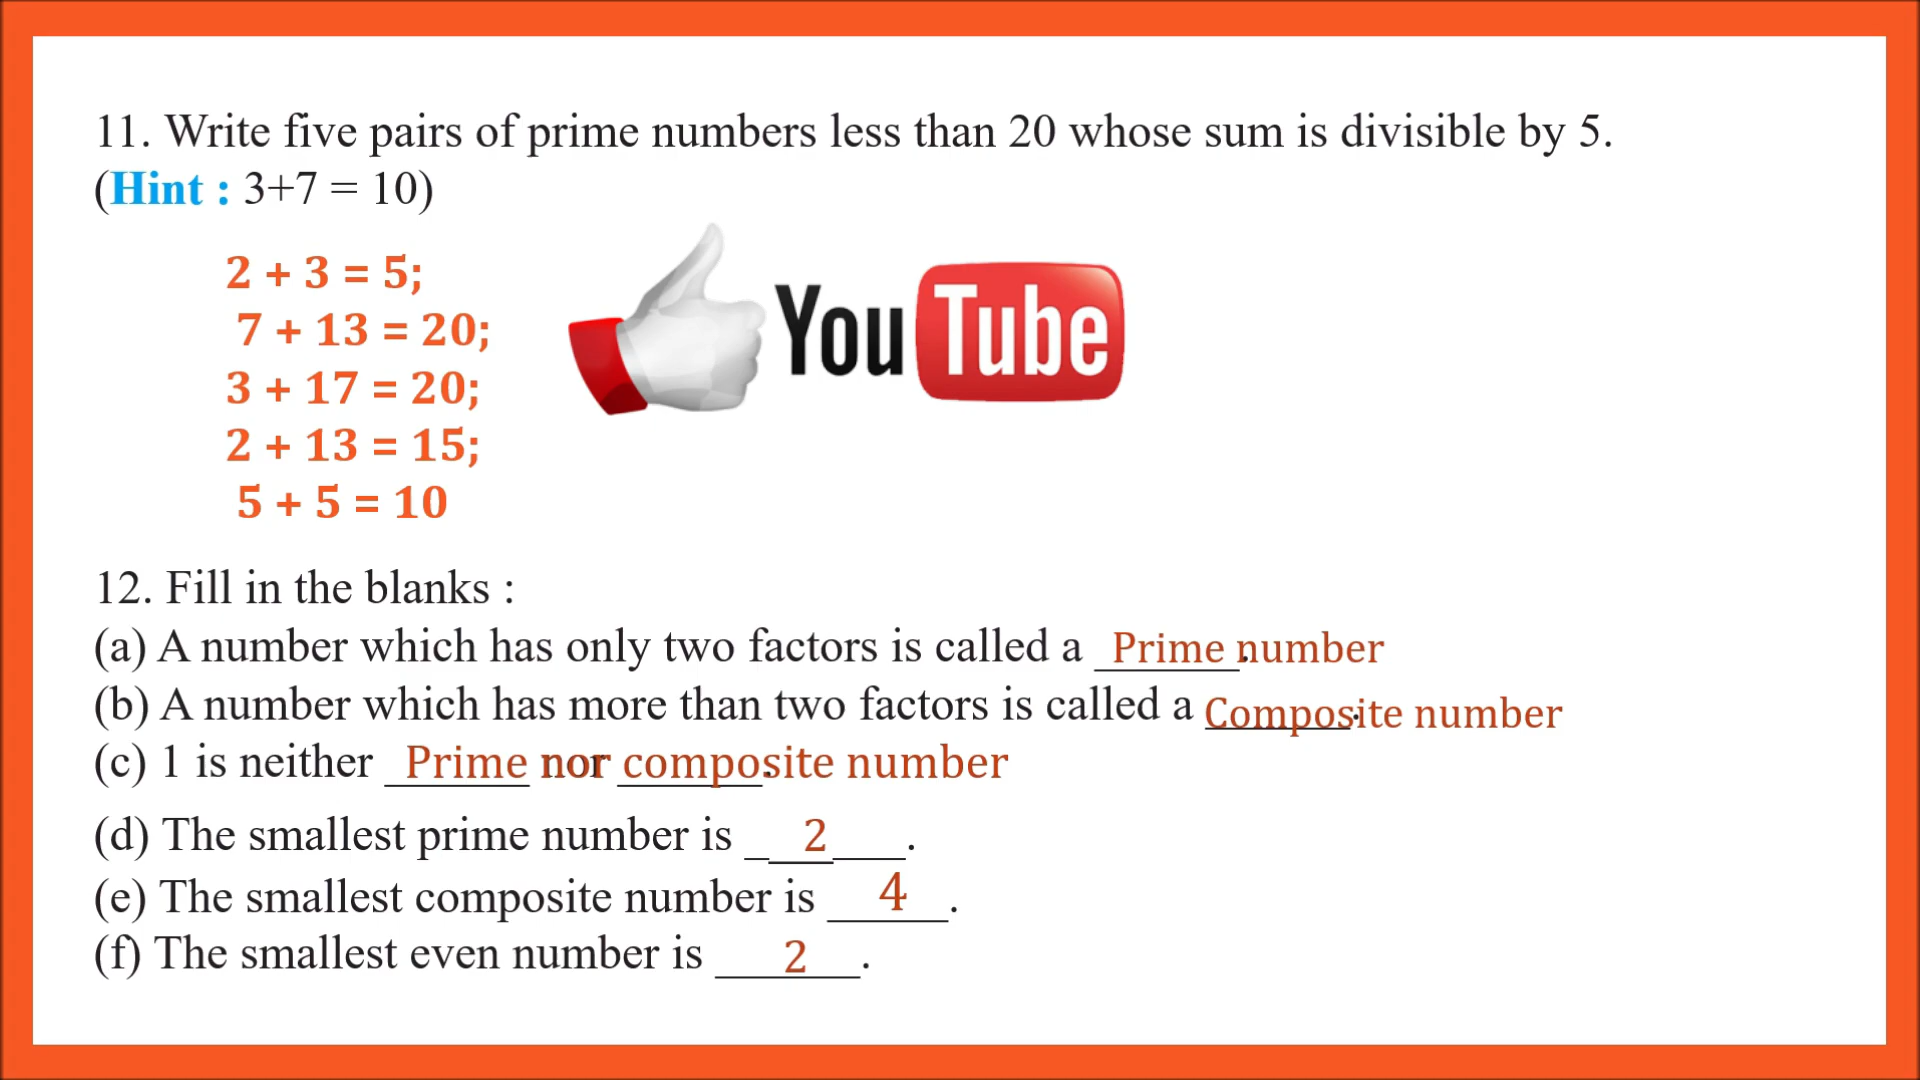 11. Write five pairs of prime numbers less than 20 whose sum is divisible by 5.
(Hint : 3+7 = 10)
2 + 3 = 5;
7 + 13 = 20;
3 + 17 = 20;
2 + 13 = 15;
5 + 5 = 10
YouTube
12. Fill in the blanks :
(a) A number which has only two factors is called a Prime number.
(b) A number which has more than two factors is called a Composite number.
(c) 1 is neither Prime nor composite number.
(d) The smallest prime number is 2.
(e) The smallest composite number is 4.
(f) The smallest even number is 2.